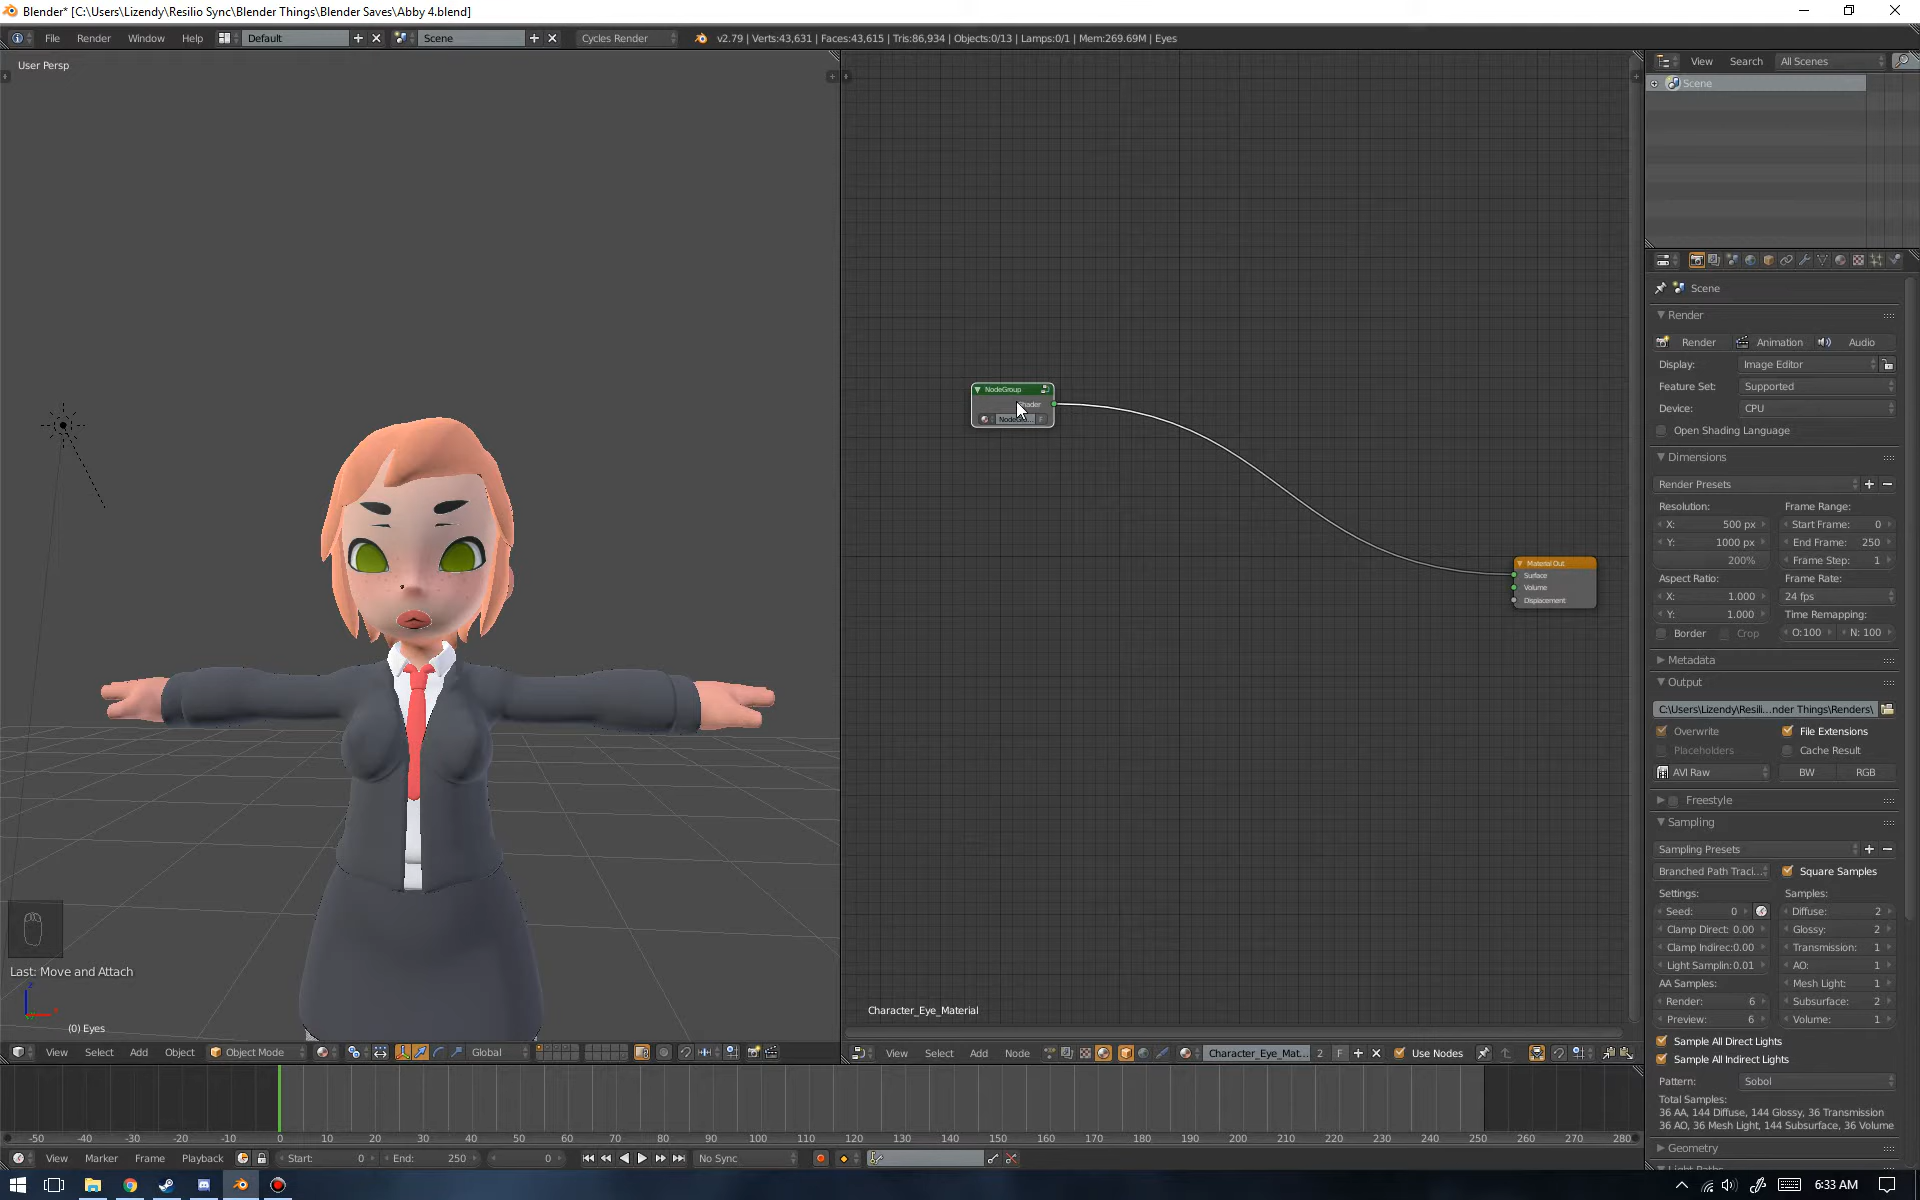 Blender* [C:\Users\Lizendy\Resilio Sync\Blender Things\Blender Saves\Abby 4.blend]
File Render Window Help Default Scene Cycles Render v2.79 | Verts:43,631 | Faces:43,615 | Tris:86,934 | Objects:0/13 | Lamps:0/1 | Mem:269.69M | Eyes
User Persp
View Search All Scenes
Scene
Scene
Render
Render Animation Audio
Display: Image Editor
Feature Set: Supported
Device: CPU
Open Shading Language
Dimensions
Render Presets
Resolution: Frame Range:
X: 500 px Start Frame: 0
Y: 1000 px End Frame: 250
200% Frame Step: 1
Aspect Ratio: Frame Rate:
X: 1.000 24 fps
Y: 1.000 Time Remapping:
Border Crop O:100 N: 100
Metadata
Output
C:\Users\Lizendy\Resili...nder Things\Renders\
Overwrite File Extensions
Placeholders Cache Result
AVI Raw BW RGB
Freestyle
Sampling
Sampling Presets
Branched Path Traci... Square Samples
Settings: Samples:
Seed: 0 Diffuse: 2
Clamp Direct: 0.00 Glossy: 2
Clamp Indirec:0.00 Transmission: 1
Light Samplin:0.01 AO: 1
AA Samples: Mesh Light: 1
Render: 6 Subsurface: 2
Preview: 6 Volume: 1
Sample All Direct Lights
Sample All Indirect Lights
Pattern: Sobol
Total Samples:
36 AA, 144 Diffuse, 144 Glossy, 36 Transmission
36 AO, 36 Mesh Light, 144 Subsurface, 36 Volume
Geometry
Light Paths
NodeGroup
Material Out
Surface
Volume
Displacement
Last: Move and Attach
(0) Eyes
Character_Eye_Material
View Select Add Object Object Mode Global
View Select Add Node Character_Eye_Mat... 2 F Use Nodes
-50 -40 -30 -20 -10 0 10 20 30 40 50 60 70 80 90 100 110 120 130 140 150 160 170 180 190 200 210 220 230 240 250 260 270 280
View Marker Frame Playback Start: 0 End: 250 0 No Sync
6:33 AM